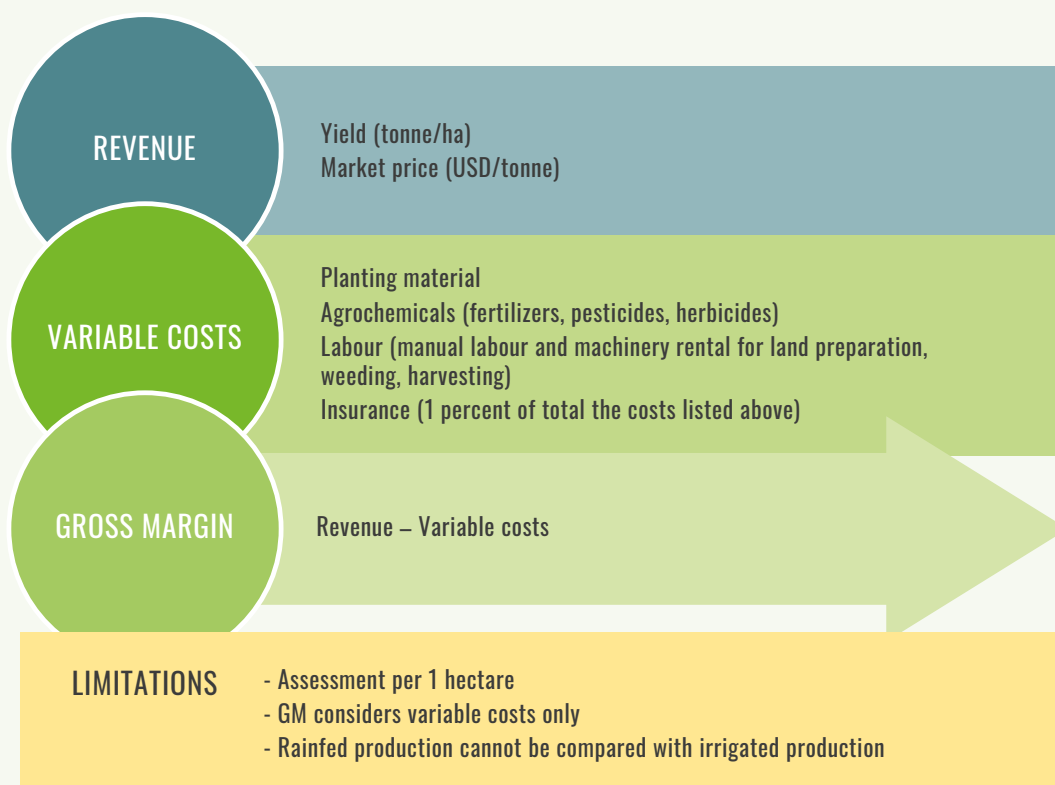 REVENUE
Yield (tonne/ha)
Market price (USD/tonne)
VARIABLE COSTS
Planting material
Agrochemicals (fertilizers, pesticides, herbicides)
Labour (manual labour and machinery rental for land preparation,
weeding, harvesting)
Insurance (1 percent of total the costs listed above)
GROSS MARGIN
Revenue – Variable costs
LIMITATIONS
- Assessment per 1 hectare
- GM considers variable costs only
- Rainfed production cannot be compared with irrigated production